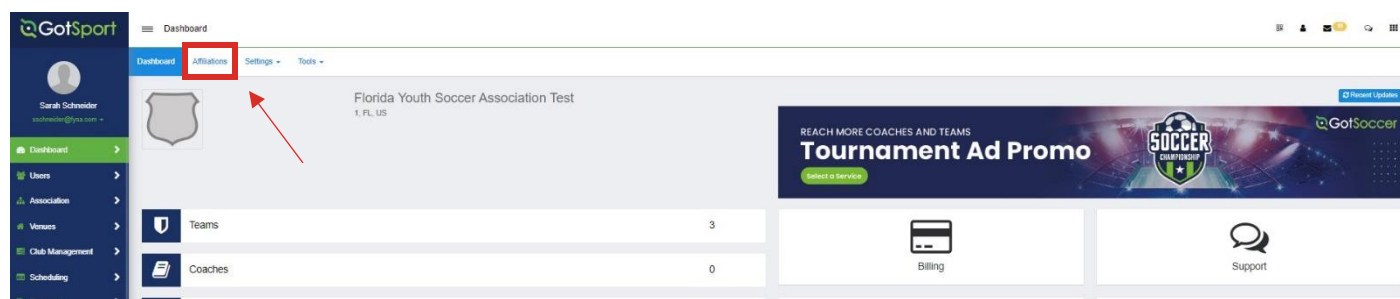 GotSport
Dashboard
Sarah Schneider
sschneider@fysa.com
Dashboard
Users
Association
Venues
Club Management
Scheduling
Dashboard
Affiliations
Settings
Tools
Florida Youth Soccer Association Test
1, FL, US
Recent Updates
REACH MORE COACHES AND TEAMS
Tournament Ad Promo
Select a Service
SOCCER
CHAMPIONSHIP
GotSoccer
Teams 3
Coaches 0
Billing
Support